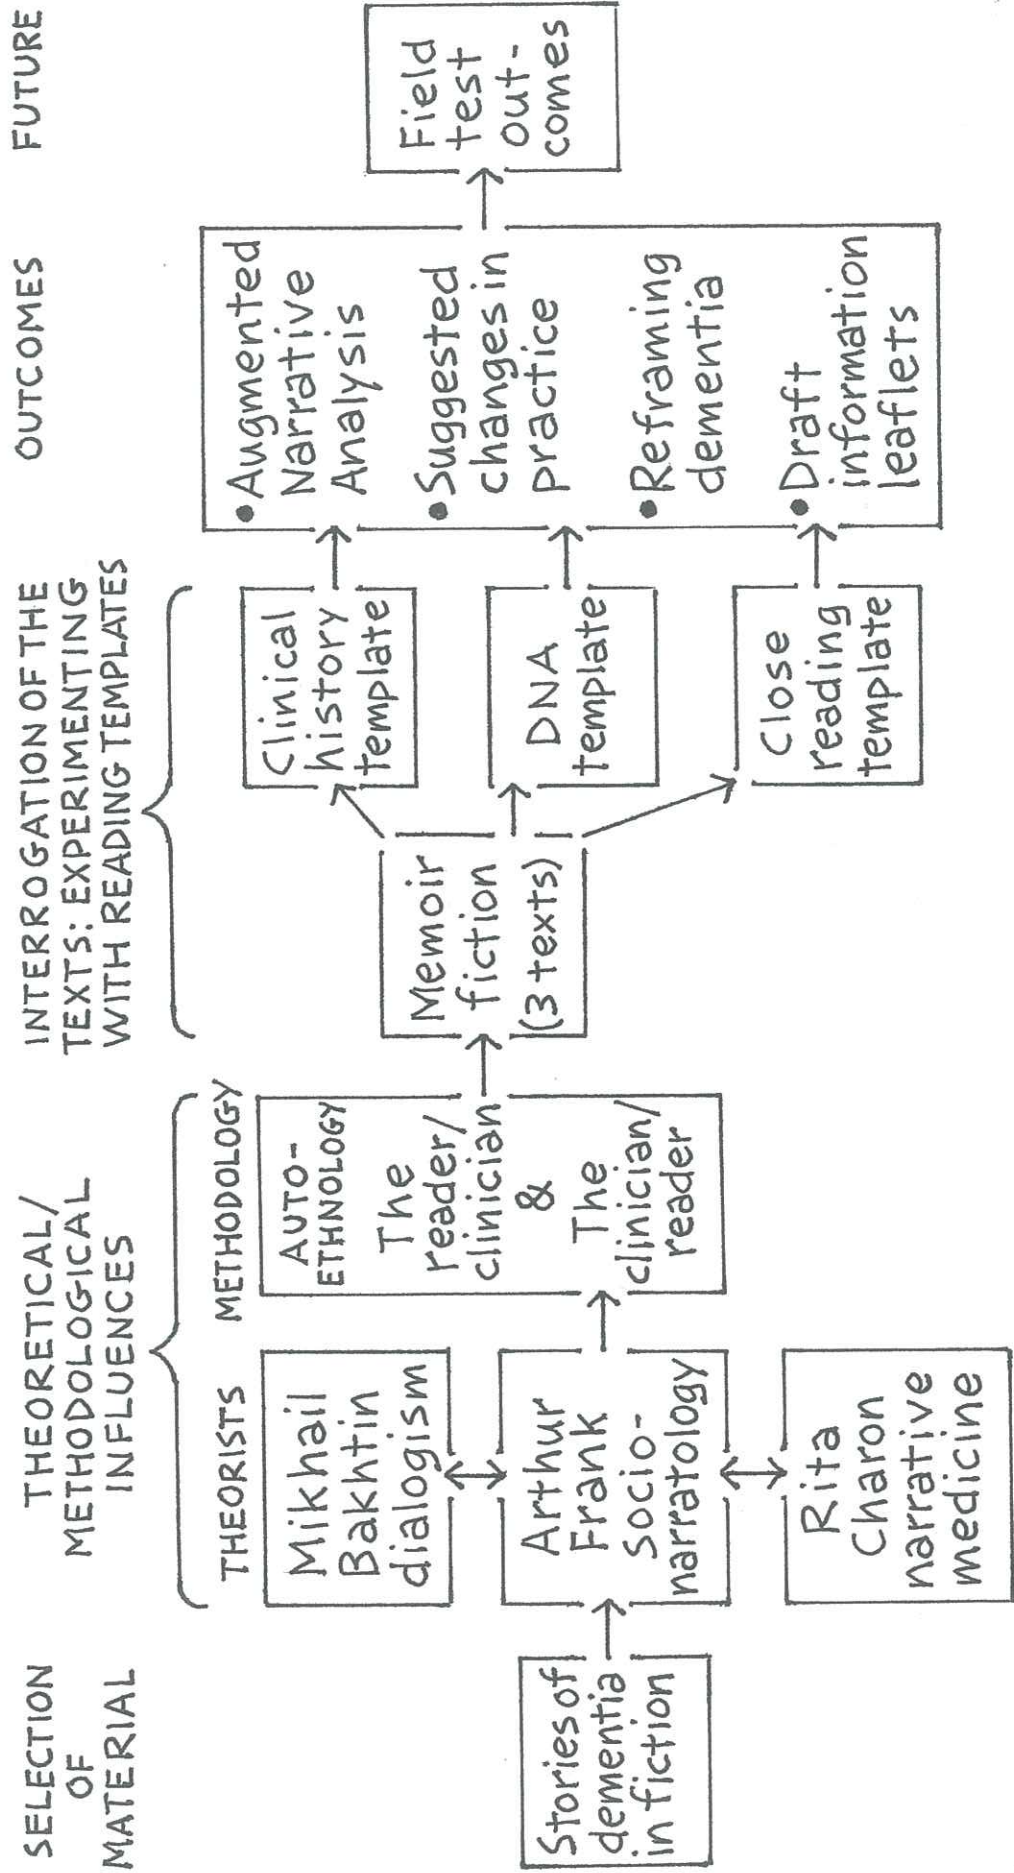 SELECTION
OF
MATERIAL
Stories of
dementia
in fiction
THEORETICAL/
METHODOLOGICAL
INFLUENCES
THEORISTS
Mikhail
Bakhtin
dialogism
Arthur
Frank
Socio-
narratology
Rita
Charon
narrative
medicine
METHODOLOGY
AUTO-
ETHNOLOGY
The
reader/
clinician
&
The
clinician/
reader
INTERROGATION OF THE
TEXTS: EXPERIMENTING
WITH READING TEMPLATES
Memoir
fiction
(3 texts)
Clinical
history
template
DNA
template
Close
reading
template
OUTCOMES
• Augmented
Narrative
Analysis
• Suggested
changes in
practice
• Reframing
dementia
• Draft
information
leaflets
FUTURE
Field
test
out-
comes